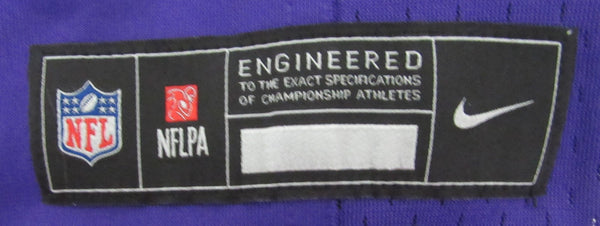 NFL
NFLPA
ENGINEERED
TO THE EXACT SPECIFICATIONS
OF CHAMPIONSHIP ATHLETES